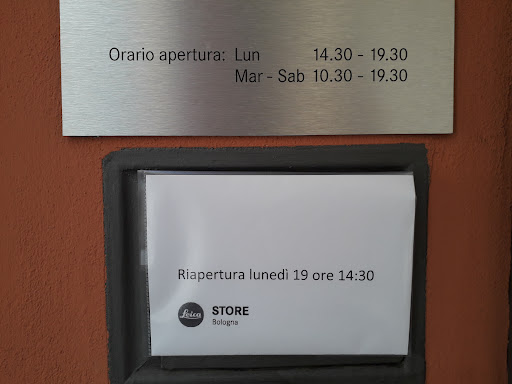 Orario apertura: Lun 14.30 - 19.30
Mar - Sab 10.30 - 19.30
Riapertura lunedì 19 ore 14:30
Leica STORE
Bologna